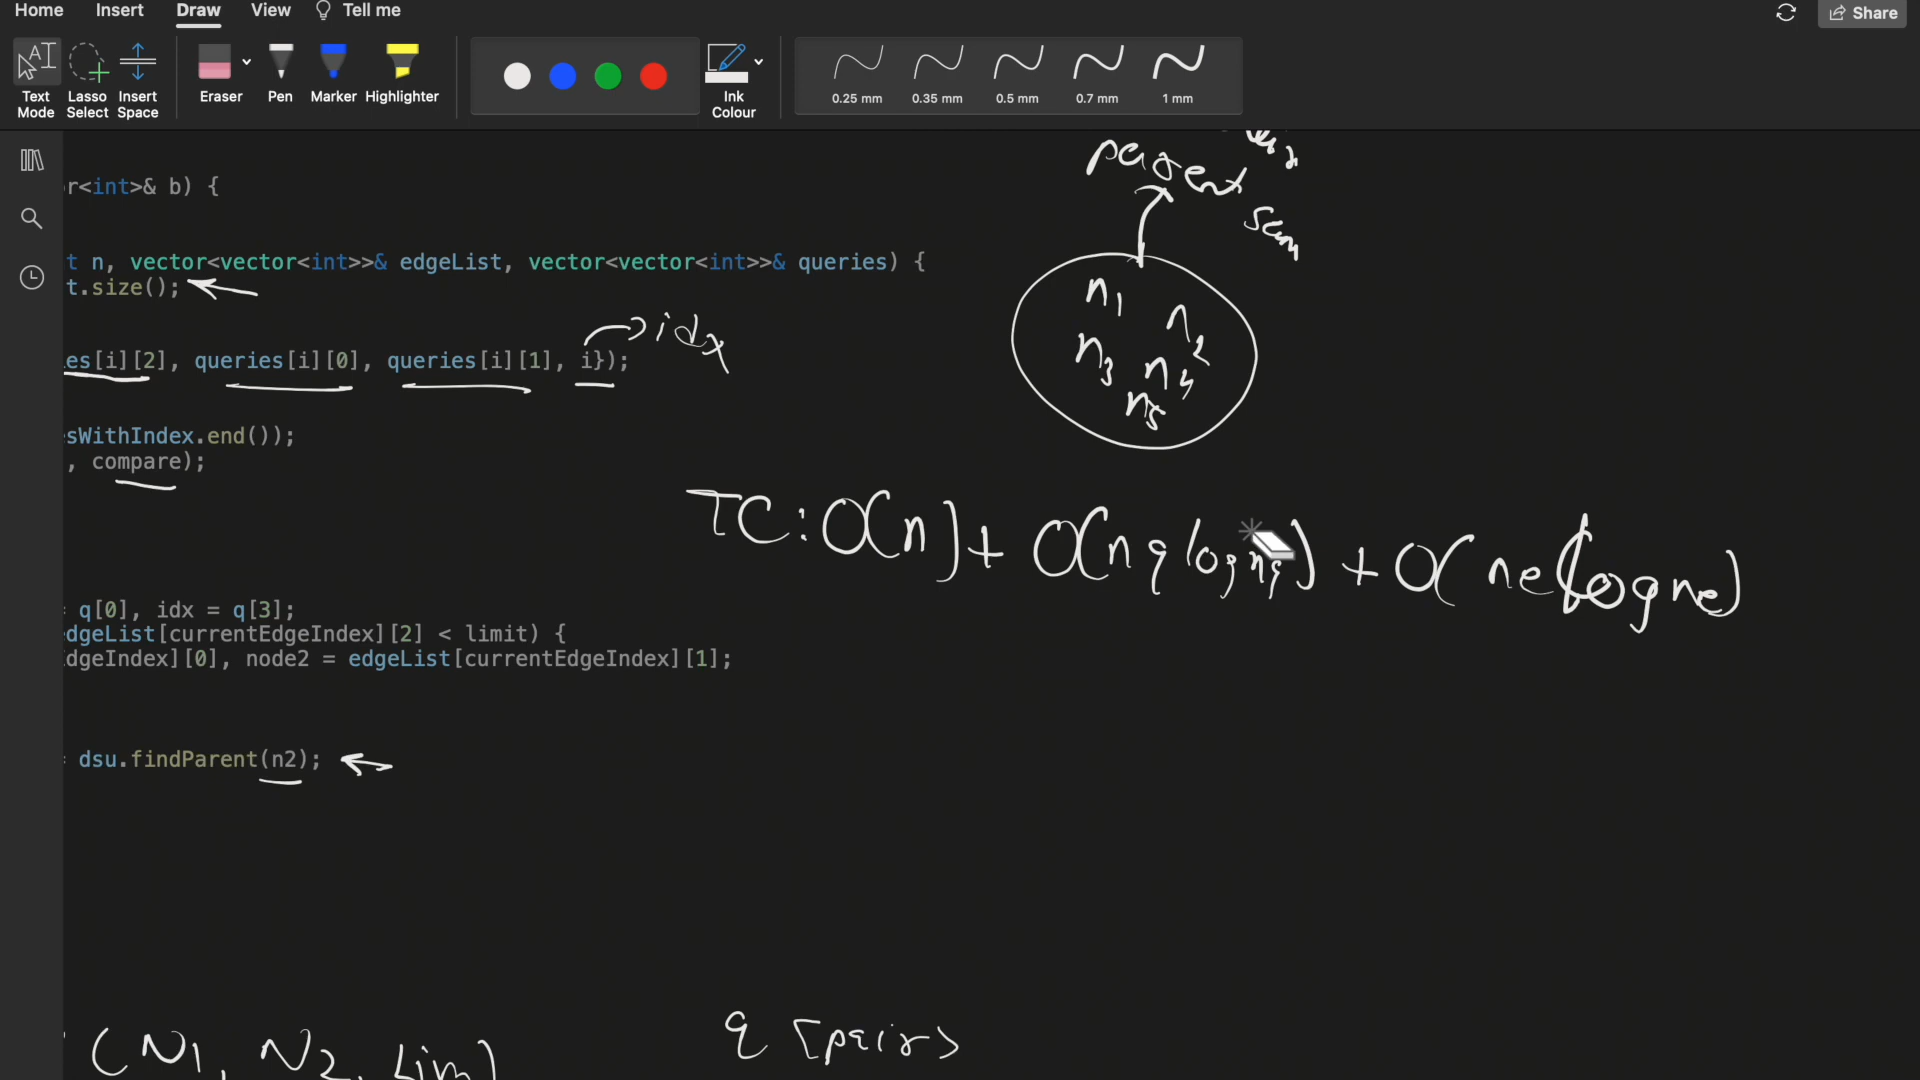 Home Insert Draw View Tell me Share
Text Mode Lasso Select Insert Space Eraser Pen Marker Highlighter Ink Colour 0.25 mm 0.35 mm 0.5 mm 0.7 mm 1 mm
parent
sum
r<int>& b) {
t n, vector<vector<int>>& edgeList, vector<vector<int>>& queries) {
t.size();
n1 n2
n3 n4
n5
idx
es[i][2], queries[i][0], queries[i][1], i});
sWithIndex.end());
, compare);
TC: O(n) + O(nq log nq) + O(ne log ne)
= q[0], idx = q[3];
edgeList[currentEdgeIndex][2] < limit) {
dgeIndex][0], node2 = edgeList[currentEdgeIndex][1];
= dsu.findParent(n2);
q [pairs
(N1, N2, Lim)